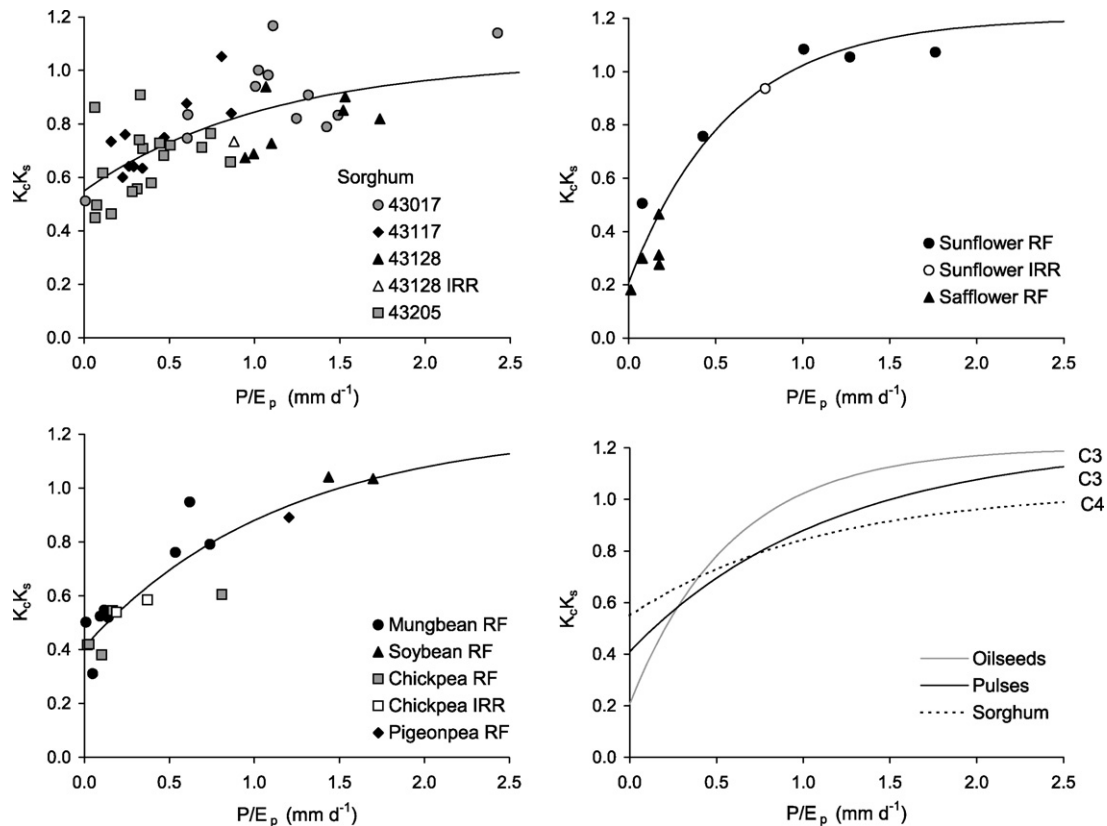 1.2
1.0
0.8
0.6
0.4
0.2
0.0
KcKs
Sorghum
43017
43117
43128
43128 IRR
43205
0.0 0.5 1.0 1.5 2.0 2.5
P/Ep (mm d-1)
1.2
1.0
0.8
0.6
0.4
0.2
0.0
KcKs
Sunflower RF
Sunflower IRR
Safflower RF
0.0 0.5 1.0 1.5 2.0 2.5
P/Ep (mm d-1)
1.2
1.0
0.8
0.6
0.4
0.2
0.0
KcKs
Mungbean RF
Soybean RF
Chickpea RF
Chickpea IRR
Pigeonpea RF
0.0 0.5 1.0 1.5 2.0 2.5
P/Ep (mm d-1)
1.2
1.0
0.8
0.6
0.4
0.2
0.0
KcKs
C3
C3
C4
Oilseeds
Pulses
Sorghum
0.0 0.5 1.0 1.5 2.0 2.5
P/Ep (mm d-1)